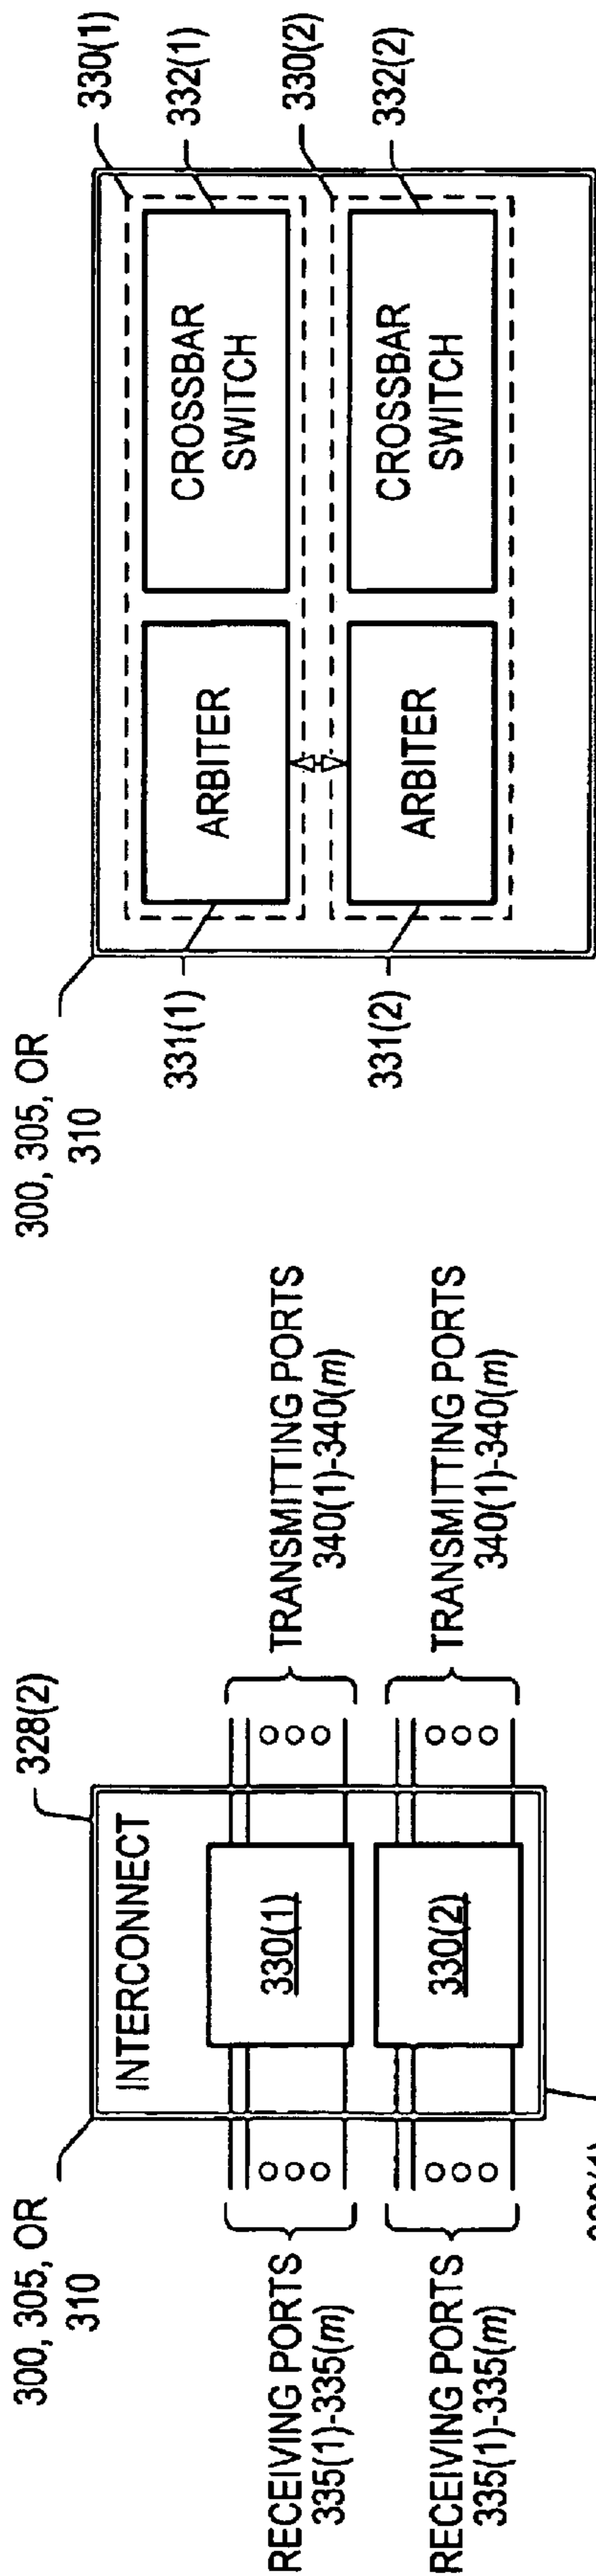 300, 305, OR
310
328(2)
INTERCONNECT
RECEIVING PORTS
335(1)-335(m)
330(1)
TRANSMITTING PORTS
340(1)-340(m)
RECEIVING PORTS
335(1)-335(m)
330(2)
TRANSMITTING PORTS
340(1)-340(m)
300, 305, OR
310
330(1)
331(1)
ARBITER
CROSSBAR
SWITCH
332(1)
330(2)
331(2)
ARBITER
CROSSBAR
SWITCH
332(2)